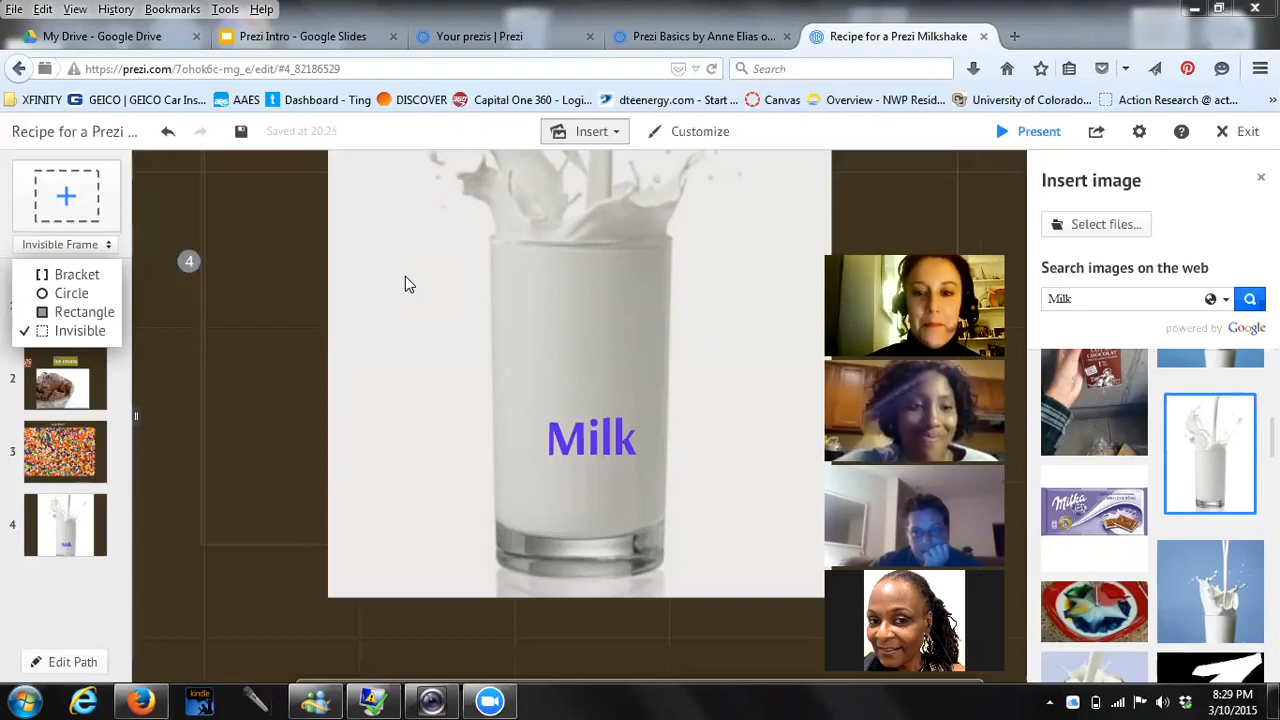 File Edit View History Bookmarks Tools Help
My Drive - Google Drive × Prezi Intro - Google Slides × Your prezis | Prezi × Prezi Basics by Anne Elias o... × Recipe for a Prezi Milkshake ×
https://prezi.com/7ohok6c-mg_e/edit/#4_82186529
Search
XFINITY GEICO | GEICO Car Ins... AAES Dashboard - Ting DISCOVER Capital One 360 - Logi... dteenergy.com - Start ... Canvas Overview - NWP Resid... University of Colorado... Action Research @ act...
Recipe for a Prezi ... Saved at 20:25 Insert Customize Present Exit
Invisible Frame
Bracket
Circle
Rectangle
Invisible
2
3
4
Edit Path
4
Milk
Insert image
Select files...
Search images on the web
Milk
powered by Google
Milka
kindle
8:29 PM
3/10/2015